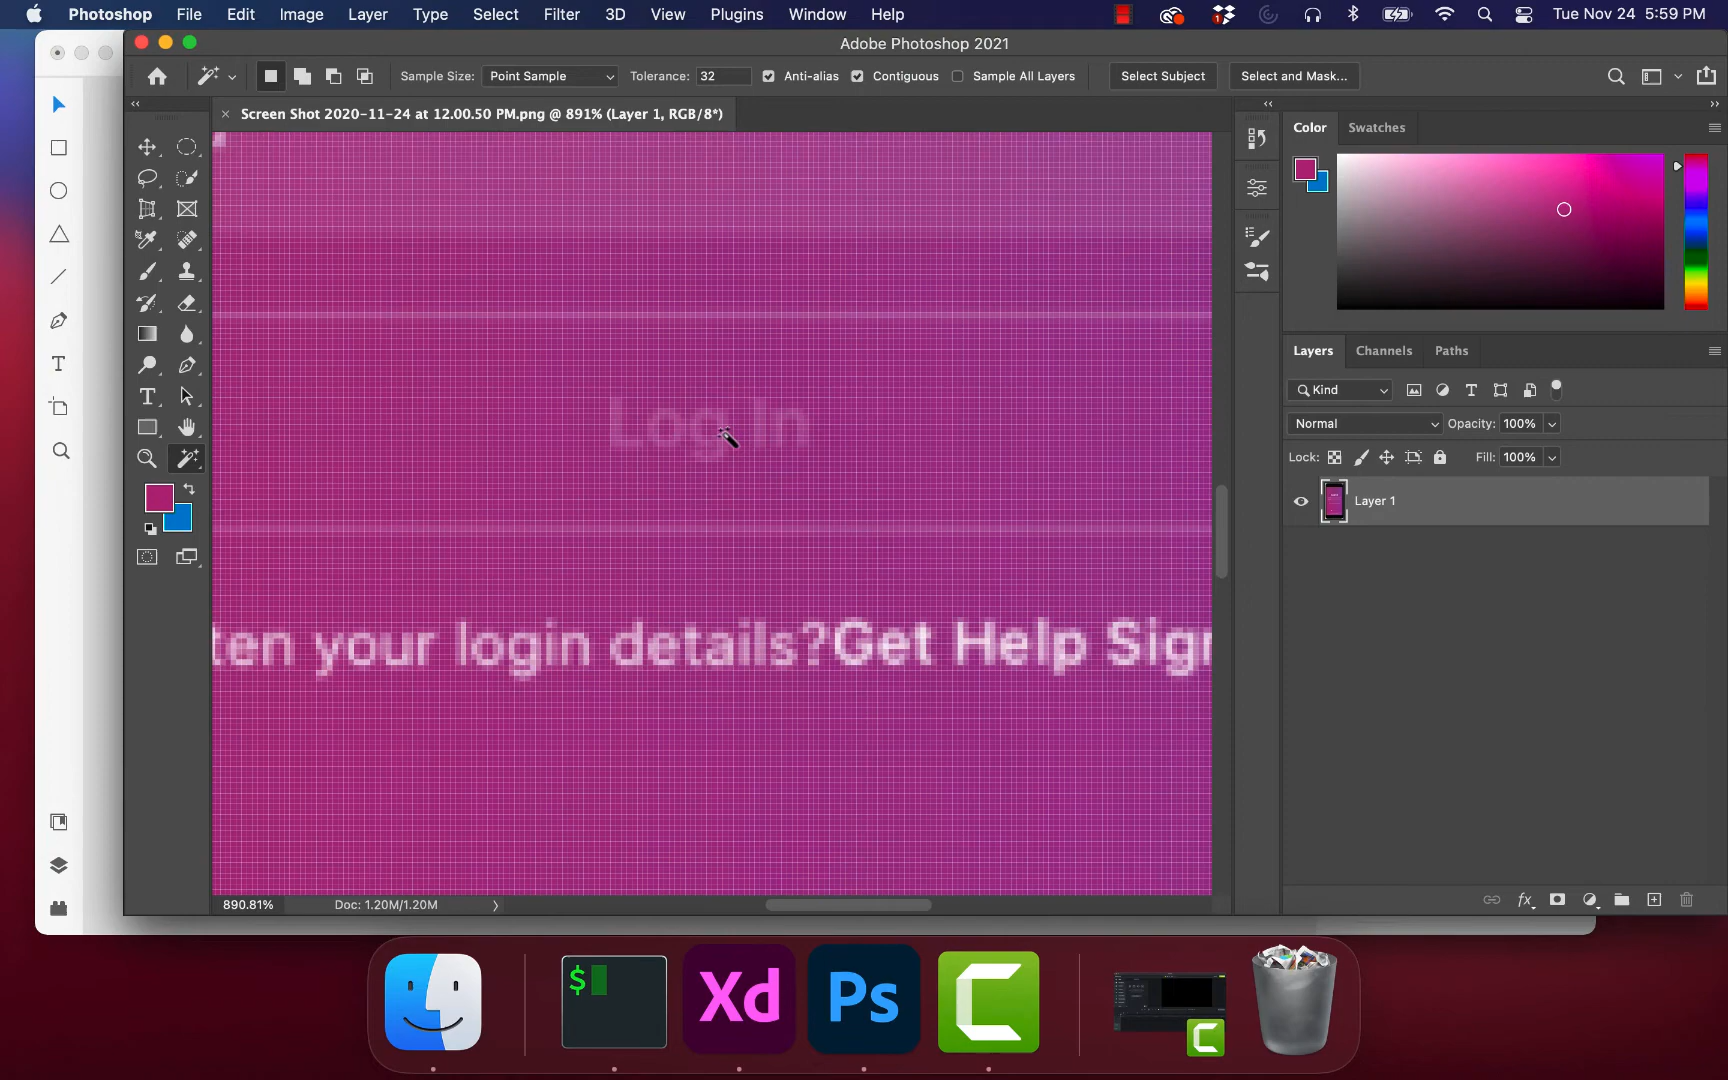 Photoshop File Edit Image Layer Type Select Filter 3D View Plugins Window Help 1 Tue Nov 24 5:59 PM
Adobe Photoshop 2021
Sample Size: Point Sample Tolerance: 32 Anti-alias Contiguous Sample All Layers Select Subject Select and Mask...
× Screen Shot 2020-11-24 at 12.00.50 PM.png @ 891% (Layer 1, RGB/8*)
Color Swatches
Layers Channels Paths
Kind
Normal Opacity: 100%
Lock: Fill: 100%
Layer 1
Log in
ten your login details?Get Help Sign
890.81% Doc: 1.20M/1.20M
fx
$ Xd Ps C
C